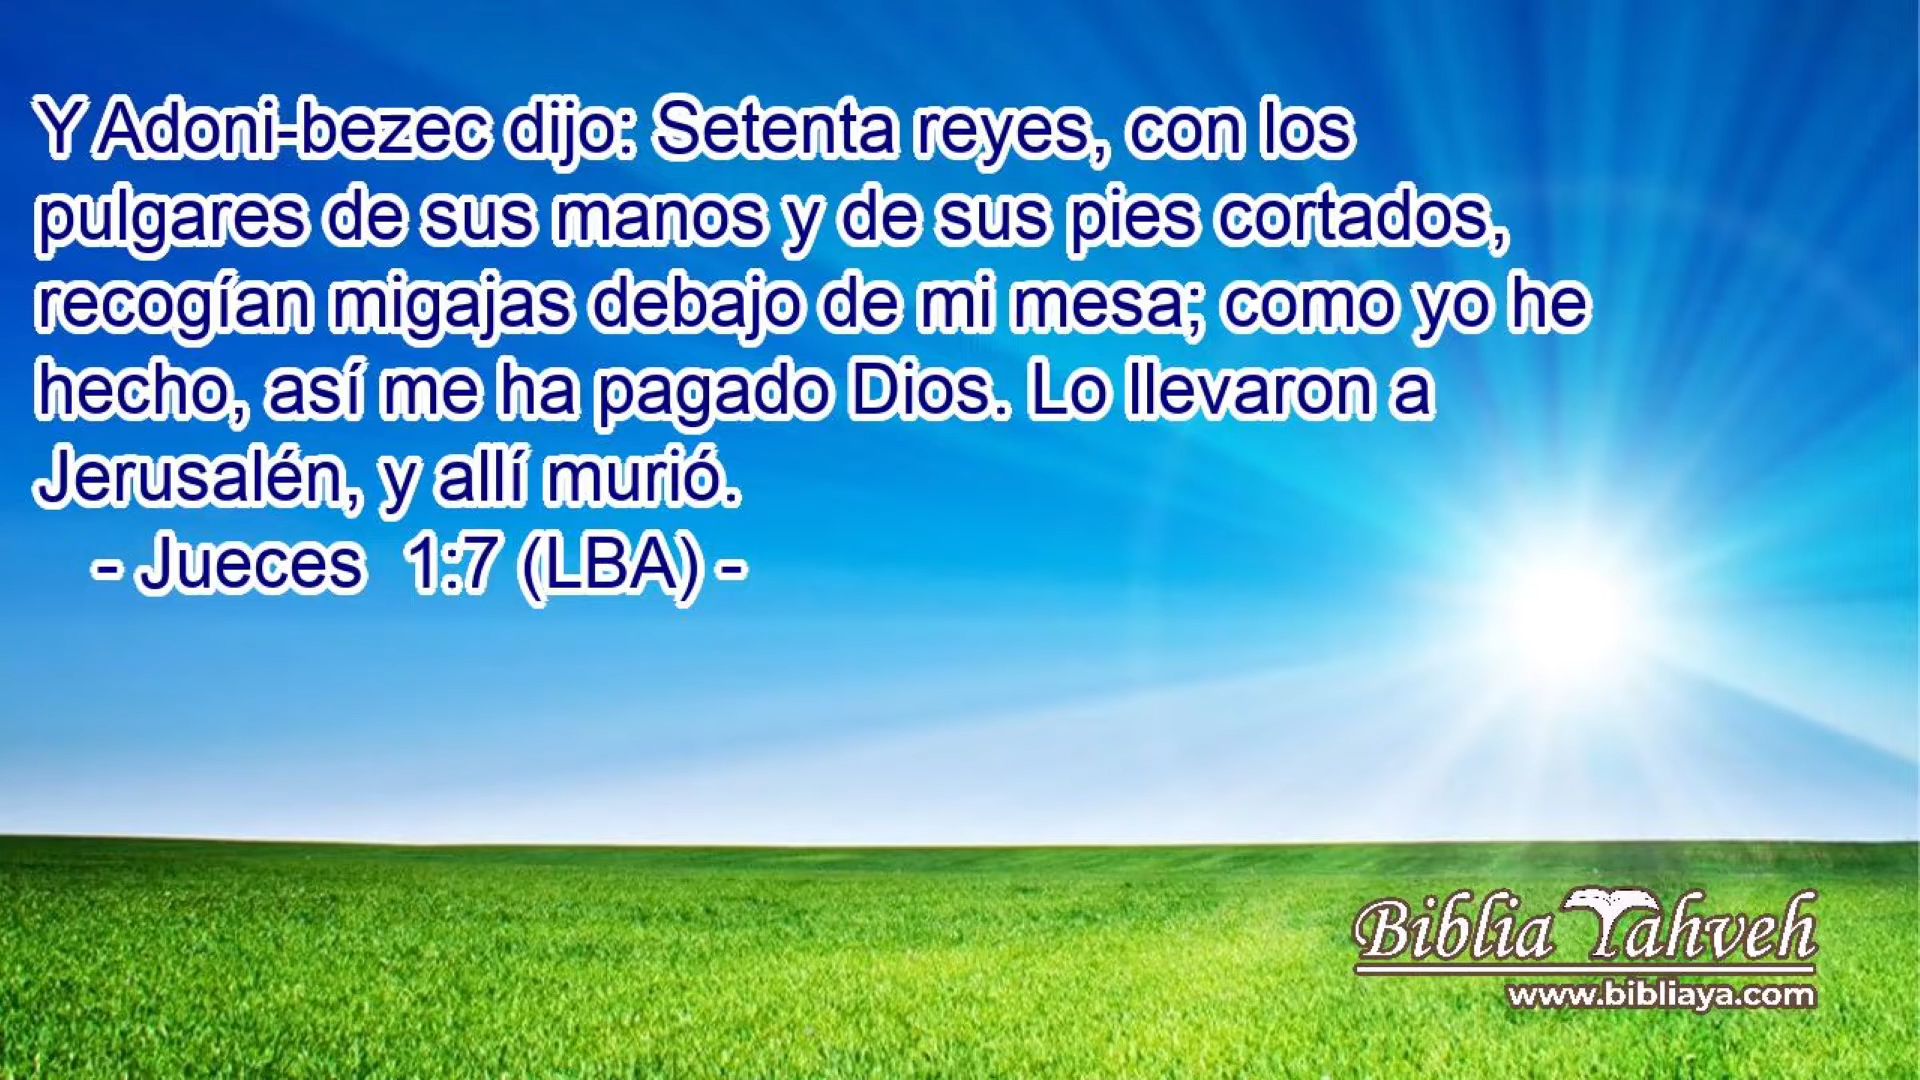 Y Adoni-bezec dijo: Setenta reyes, con los
pulgares de sus manos y de sus pies cortados,
recogían migajas debajo de mi mesa; como yo he
hecho, así me ha pagado Dios. Lo llevaron a
Jerusalén, y allí murió.
- Jueces  1:7 (LBA) -
Biblia Yahveh
www.bibliaya.com